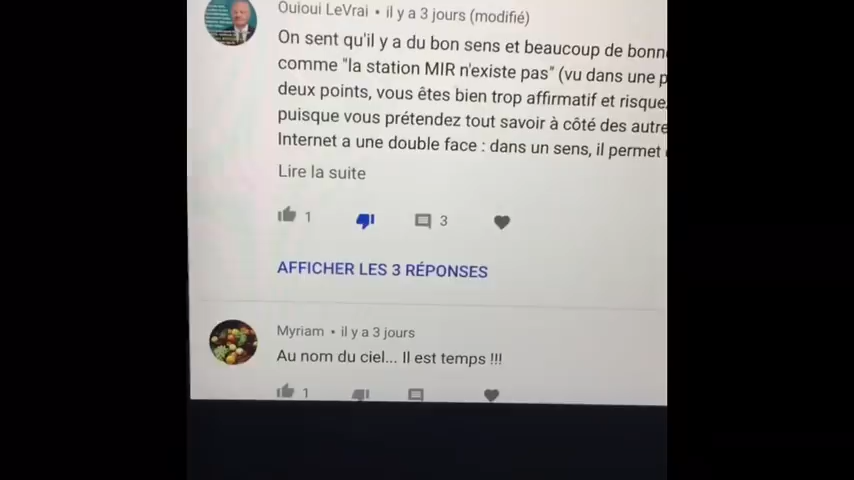 Ouioui LeVrai • il y a 3 jours (modifié)
On sent qu'il y a du bon sens et beaucoup de bonn
comme "la station MIR n'existe pas" (vu dans une p
deux points, vous êtes bien trop affirmatif et risque
puisque vous prétendez tout savoir à côté des autre
Internet a une double face : dans un sens, il permet
Lire la suite
1
3
AFFICHER LES 3 RÉPONSES
Myriam • il y a 3 jours
Au nom du ciel... Il est temps !!!
1